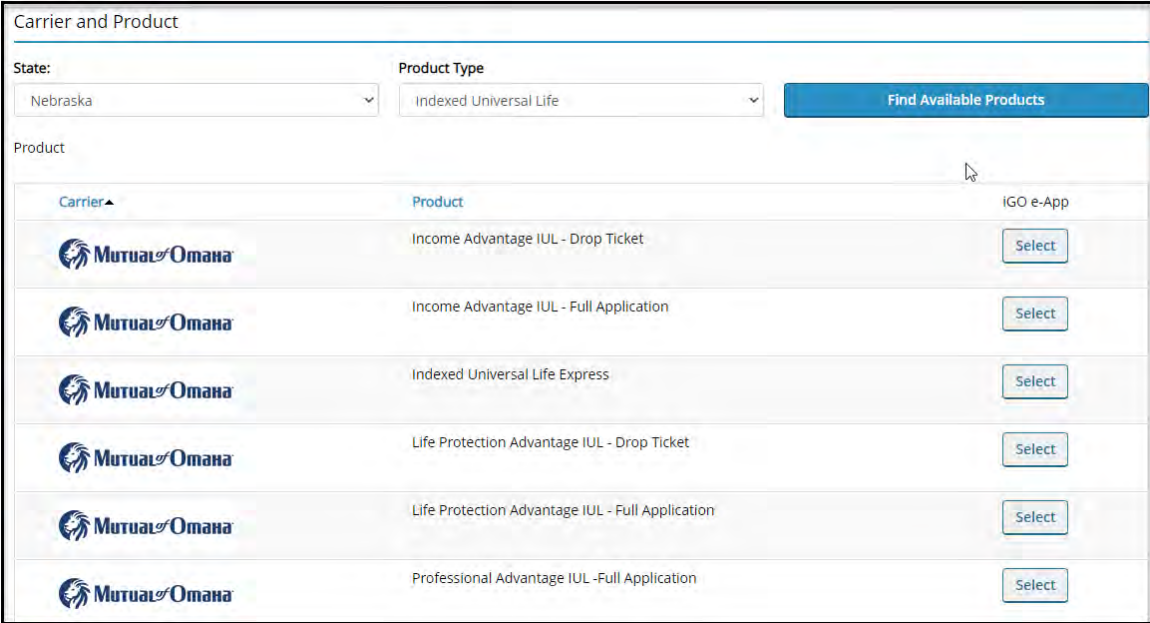 Carrier and Product
State: Product Type
Nebraska Indexed Universal Life Find Available Products
Product
Carrier Product iGO e-App
Mutual of Omaha Income Advantage IUL - Drop Ticket Select
Mutual of Omaha Income Advantage IUL - Full Application Select
Mutual of Omaha Indexed Universal Life Express Select
Mutual of Omaha Life Protection Advantage IUL - Drop Ticket Select
Mutual of Omaha Life Protection Advantage IUL - Full Application Select
Mutual of Omaha Professional Advantage IUL -Full Application Select